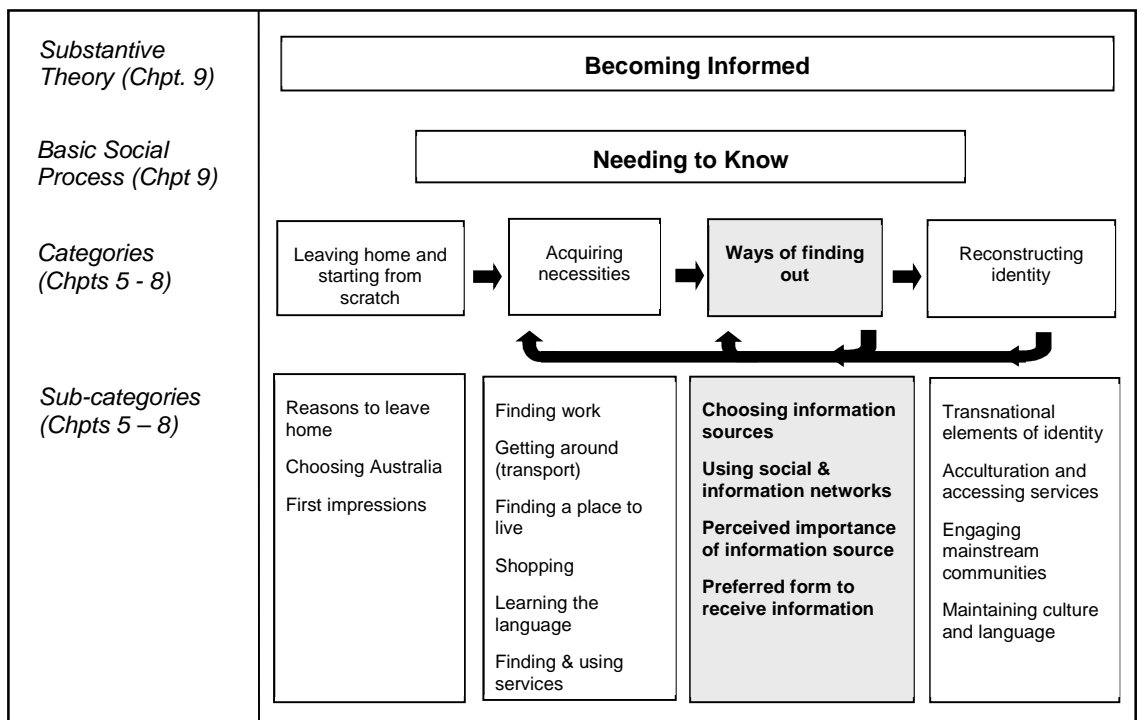 Substantive
Theory (Chpt. 9)
Becoming Informed
Basic Social
Process (Chpt 9)
Needing to Know
Categories
(Chpts 5 - 8)
Leaving home and
starting from
scratch
Acquiring
necessities
Ways of finding
out
Reconstructing
identity
Sub-categories
(Chpts 5 – 8)
Reasons to leave
home
Choosing Australia
First impressions
Finding work
Getting around
(transport)
Finding a place to
live
Shopping
Learning the
language
Finding & using
services
Choosing information
sources
Using social &
information networks
Perceived importance
of information source
Preferred form to
receive information
Transnational
elements of identity
Acculturation and
accessing services
Engaging
mainstream
communities
Maintaining culture
and language